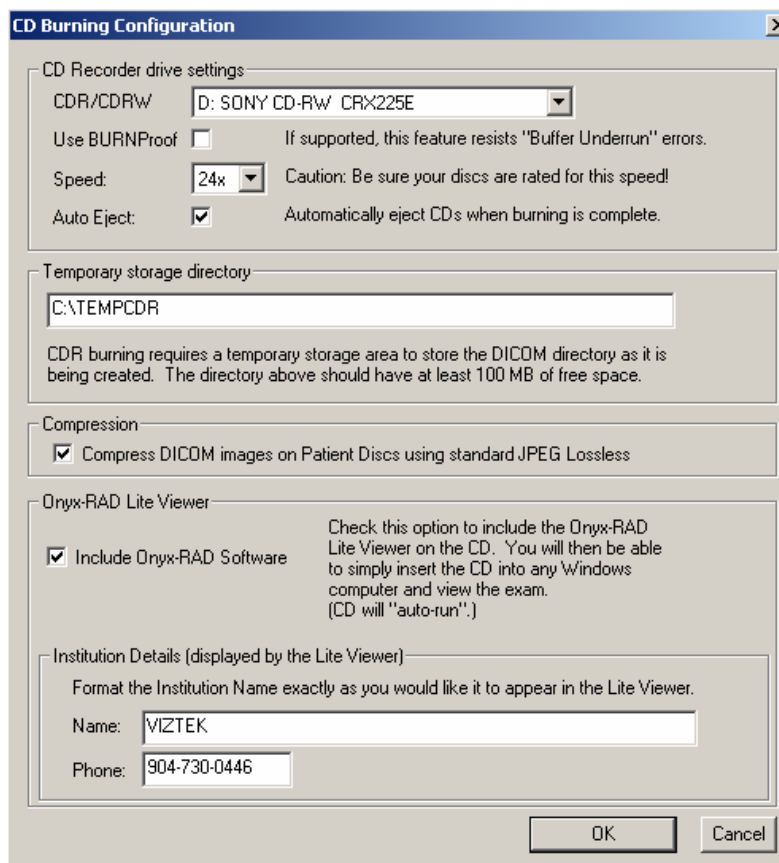 CD Burning Configuration
CD Recorder drive settings
CDR/CDRW D: SONY CD-RW CRX225E
Use BURNProof If supported, this feature resists "Buffer Underrun" errors.
Speed: 24x Caution: Be sure your discs are rated for this speed!
Auto Eject: Automatically eject CDs when burning is complete.
Temporary storage directory
C:\TEMPCDR
CDR burning requires a temporary storage area to store the DICOM directory as it is
being created. The directory above should have at least 100 MB of free space.
Compression
Compress DICOM images on Patient Discs using standard JPEG Lossless
Onyx-RAD Lite Viewer
Include Onyx-RAD Software
Check this option to include the Onyx-RAD
Lite Viewer on the CD. You will then be able
to simply insert the CD into any Windows
computer and view the exam.
(CD will "auto-run".)
Institution Details (displayed by the Lite Viewer)
Format the Institution Name exactly as you would like it to appear in the Lite Viewer.
Name: VIZTEK
Phone: 904-730-0446
OK Cancel